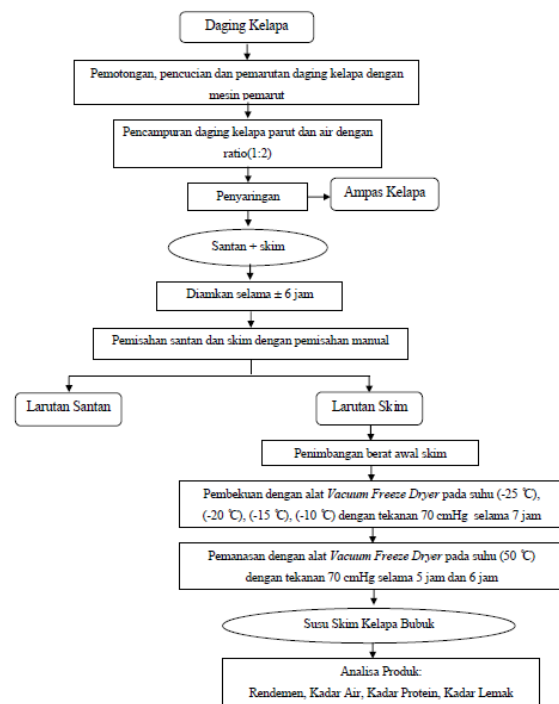 Daging Kelapa
Pemotongan, pencucian dan pemarutan daging kelapa dengan
mesin pemarut
Pencampuran daging kelapa parut dan air dengan
ratio(1:2)
Penyaringan
Ampas Kelapa
Santan + skim
Diamkan selama ± 6 jam
Pemisahan santan dan skim dengan pemisahan manual
Larutan Santan
Larutan Skim
Penimbangan berat awal skim
Pembekuan dengan alat Vacuum Freeze Dryer pada suhu (-25 ℃),
(-20 ℃), (-15 ℃), (-10 ℃) dengan tekanan 70 cmHg selama 7 jam
Pemanasan dengan alat Vacuum Freeze Dryer pada suhu (50 ℃)
dengan tekanan 70 cmHg selama 5 jam dan 6 jam
Susu Skim Kelapa Bubuk
Analisa Produk:
Rendemen, Kadar Air, Kadar Protein, Kadar Lemak